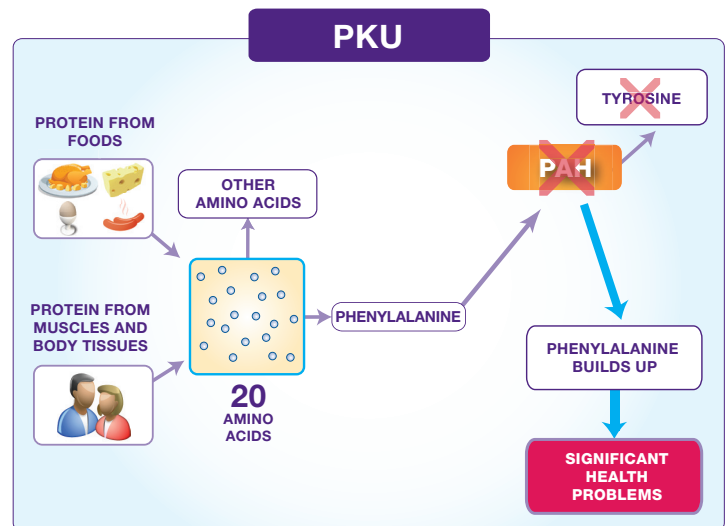 PKU
PROTEIN FROM
FOODS
OTHER
AMINO ACIDS
PROTEIN FROM
MUSCLES AND
BODY TISSUES
20
AMINO
ACIDS
PHENYLALANINE
PAH
TYROSINE
PHENYLALANINE
BUILDS UP
SIGNIFICANT
HEALTH
PROBLEMS